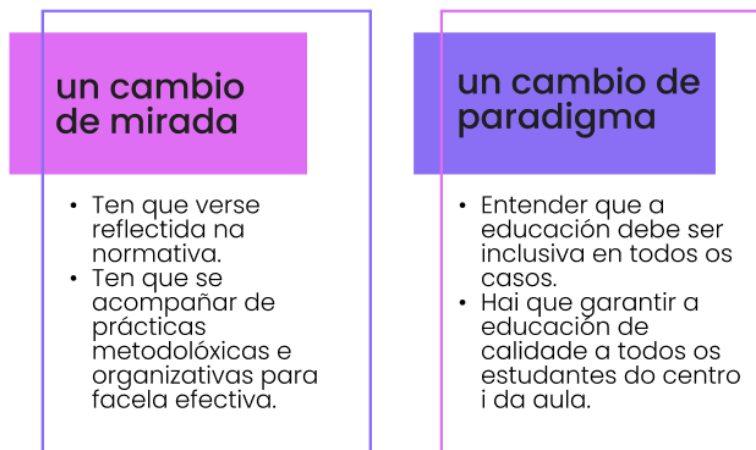 un cambio
de mirada
• Ten que verse
reflectida na
normativa.
• Ten que se
acompañar de
prácticas
metodolóxicas e
organizativas para
facela efectiva.
un cambio de
paradigma
• Entender que a
educación debe ser
inclusiva en todos os
casos.
• Hai que garantir a
educación de
calidade a todos os
estudantes do centro
i da aula.